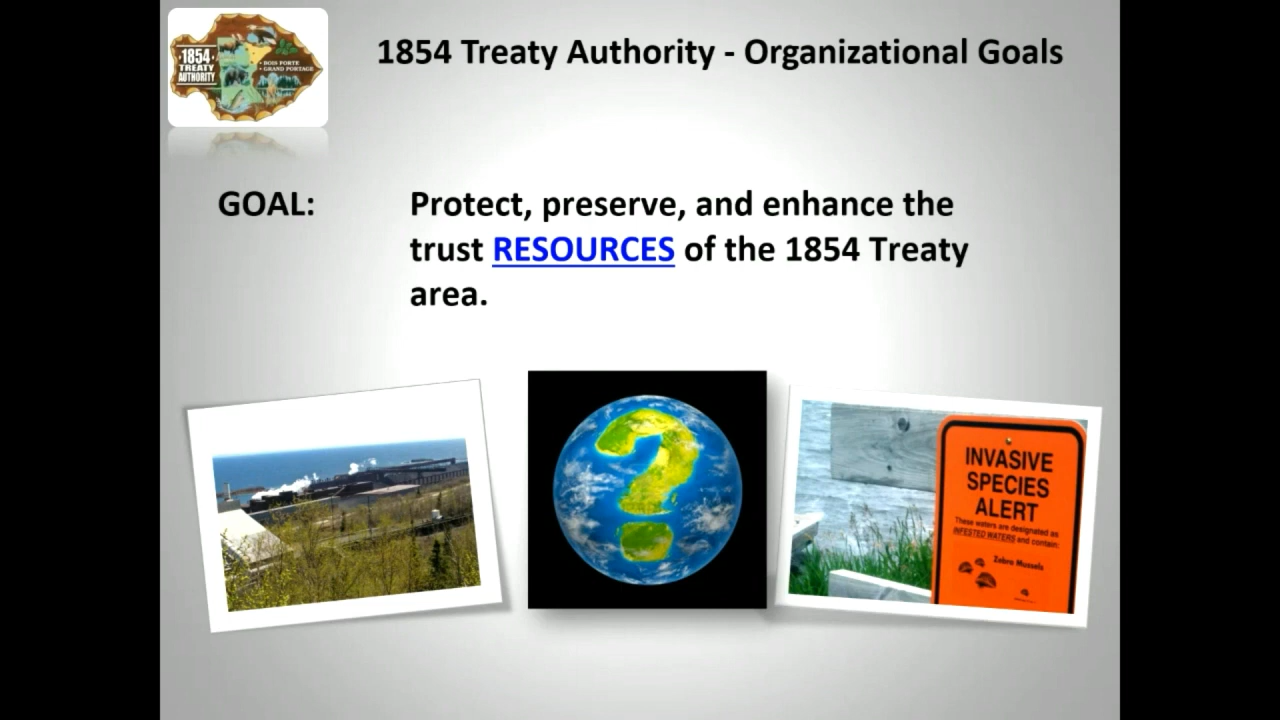 1854
TREATY
AUTHORITY
• BOIS FORTE
• GRAND PORTAGE
1854 Treaty Authority - Organizational Goals
GOAL:
Protect, preserve, and enhance the
trust RESOURCES of the 1854 Treaty
area.
INVASIVE
SPECIES
ALERT
These waters are designated as
INFESTED WATERS and contain:
Zebra Mussels